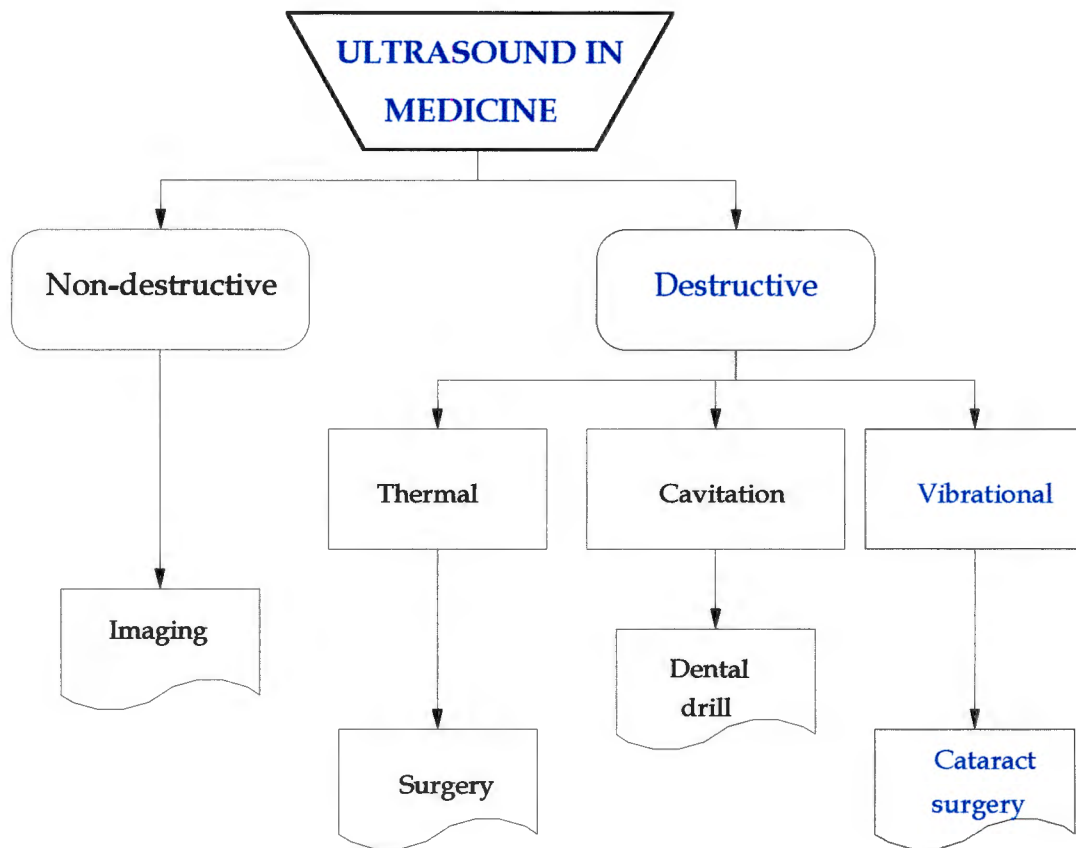 ULTRASOUND IN
MEDICINE
Non-destructive
Destructive
Thermal
Cavitation
Vibrational
Imaging
Dental
drill
Surgery
Cataract
surgery